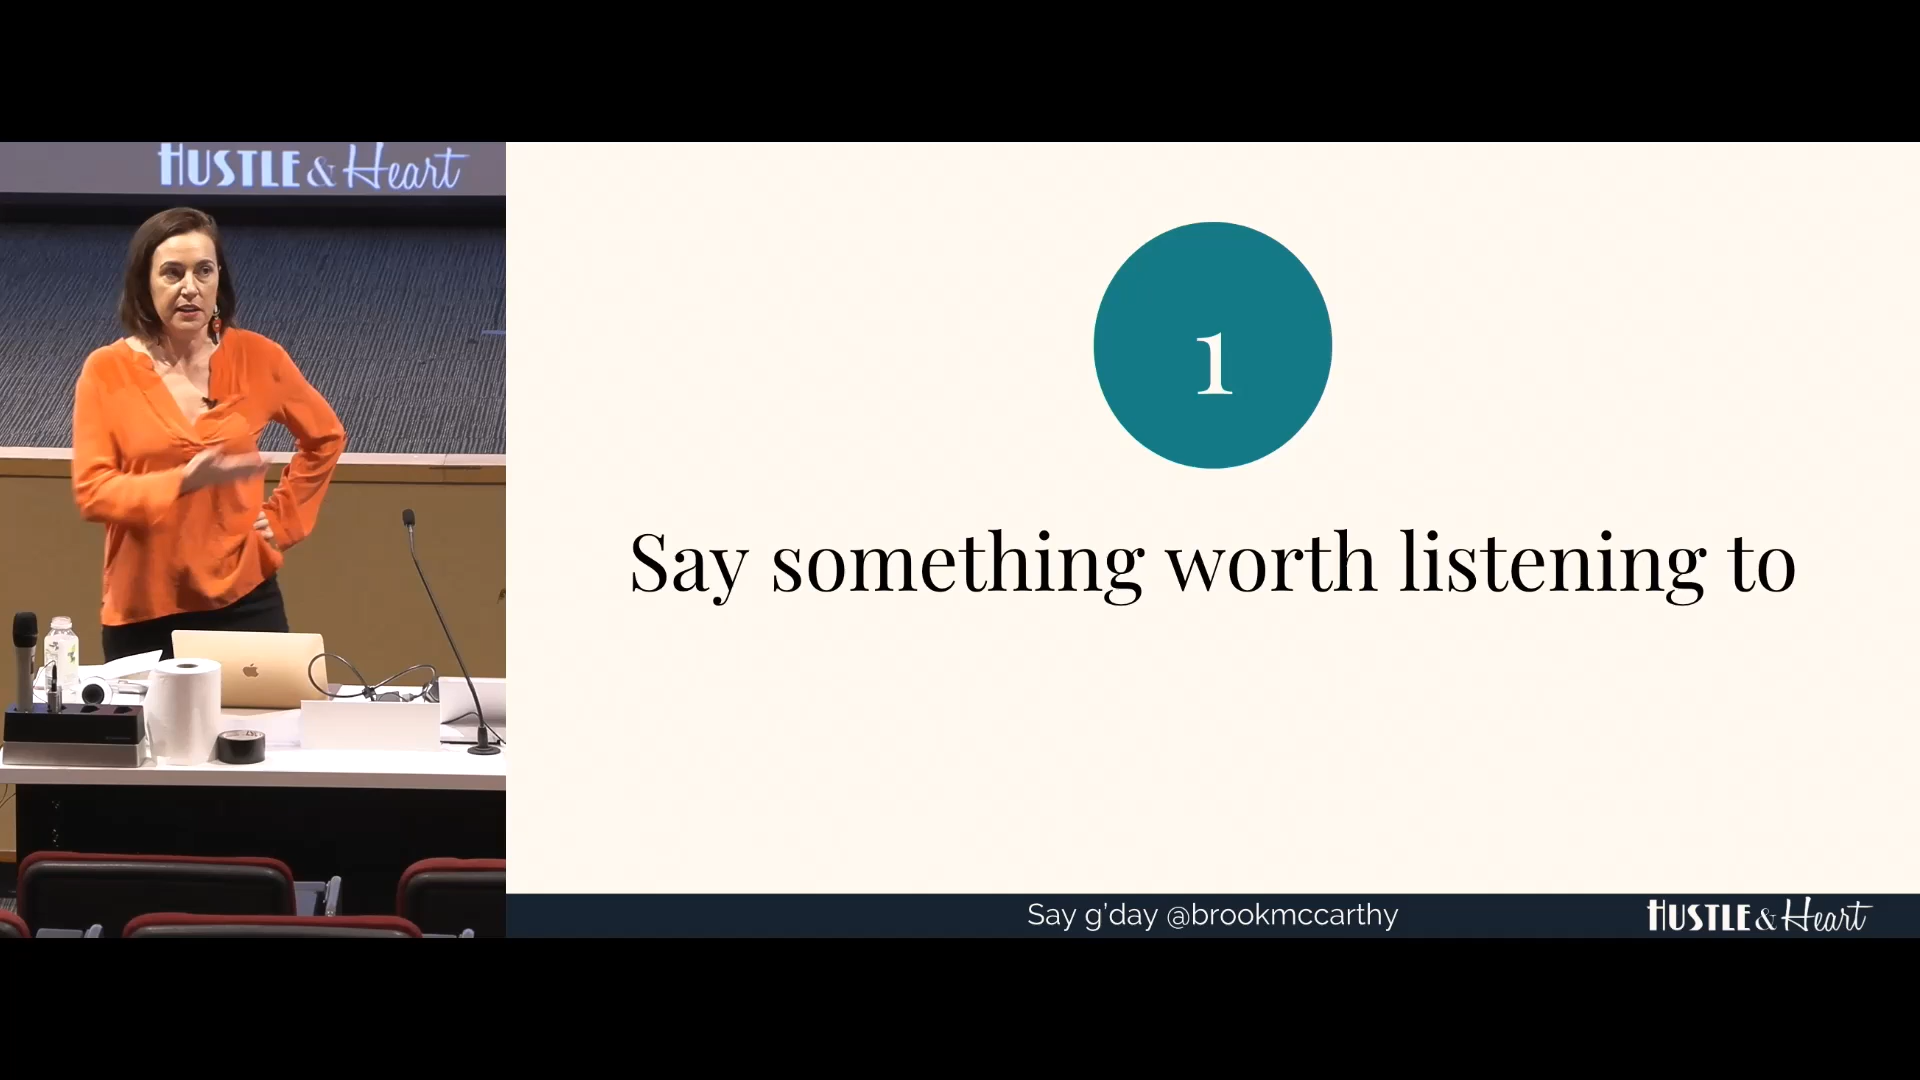 HUSTLE & Heart
1
Say something worth listening to
Say g'day @brookmccarthy
HUSTLE & Heart